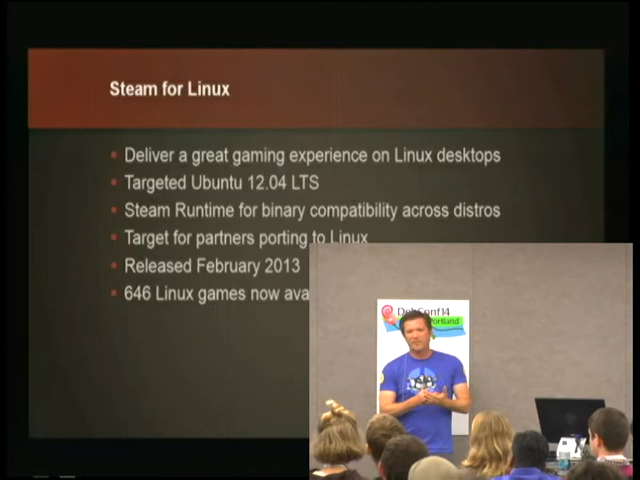 Steam for Linux
Deliver a great gaming experience on Linux desktops
Targeted Ubuntu 12.04 LTS
Steam Runtime for binary compatibility across distros
Target for partners porting to Linux
Released February 2013
646 Linux games now ava
DebConf14
Portland